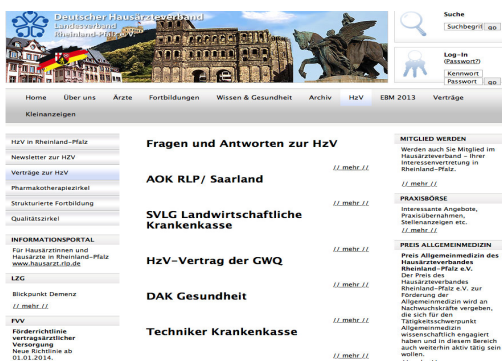 Deutscher Hausärzteverband
Landesverband
Rheinland-Pfalz
Suche
Suchbegrif go
Log-In
(Passwort?)
Kennwort
Passwort go
Home Über uns Ärzte Fortbildungen Wissen & Gesundheit Archiv HzV EBM 2013 Verträge
Kleinanzeigen
HzV in Rheinland-Pfalz
Newsletter zur HZV
Verträge zur HzV
Pharmakotherapiezirkel
Strukturierte Fortbildung
Qualitätszirkel
INFORMATIONSPORTAL
Für Hausärztinnen und
Hausärzte in Rheinland-Pfalz
www.hausarzt.rlp.de
LZG
Blickpunkt Demenz
// mehr //
FVV
Förderrichtlinie
vertragsärztlicher
Versorgung
Neue Richtlinie ab
01.01.2014.
Fragen und Antworten zur HzV
// mehr //
AOK RLP/ Saarland
// mehr //
SVLG Landwirtschaftliche
Krankenkasse
// mehr //
HzV-Vertrag der GWQ
// mehr //
DAK Gesundheit
// mehr //
Techniker Krankenkasse
// mehr //
MITGLIED WERDEN
Werden auch Sie Mitglied im
Hausärzteverband - Ihrer
Interessenvertretung in
Rheinland-Pfalz.
// mehr //
PRAXISBÖRSE
Interessante Angebote,
Praxisübernahmen,
Stellenanzeigen etc.
// mehr //
PREIS ALLGEMEINMEDIZIN
Preis Allgemeinmedizin des
Hausärzteverbandes
Rheinland-Pfalz e.V.
Der Preis des
Hausärzteverbandes
Rheinland-Pfalz e.V. zur
Förderung der
Allgemeinmedizin wird an
Nachwuchskräfte vergeben,
die sich für den
Tätigkeitsschwerpunkt
Allgemeinmedizin
wissenschaftlich engagiert
haben und in diesem Bereich
auch weiterhin aktiv tätig sein
wollen.